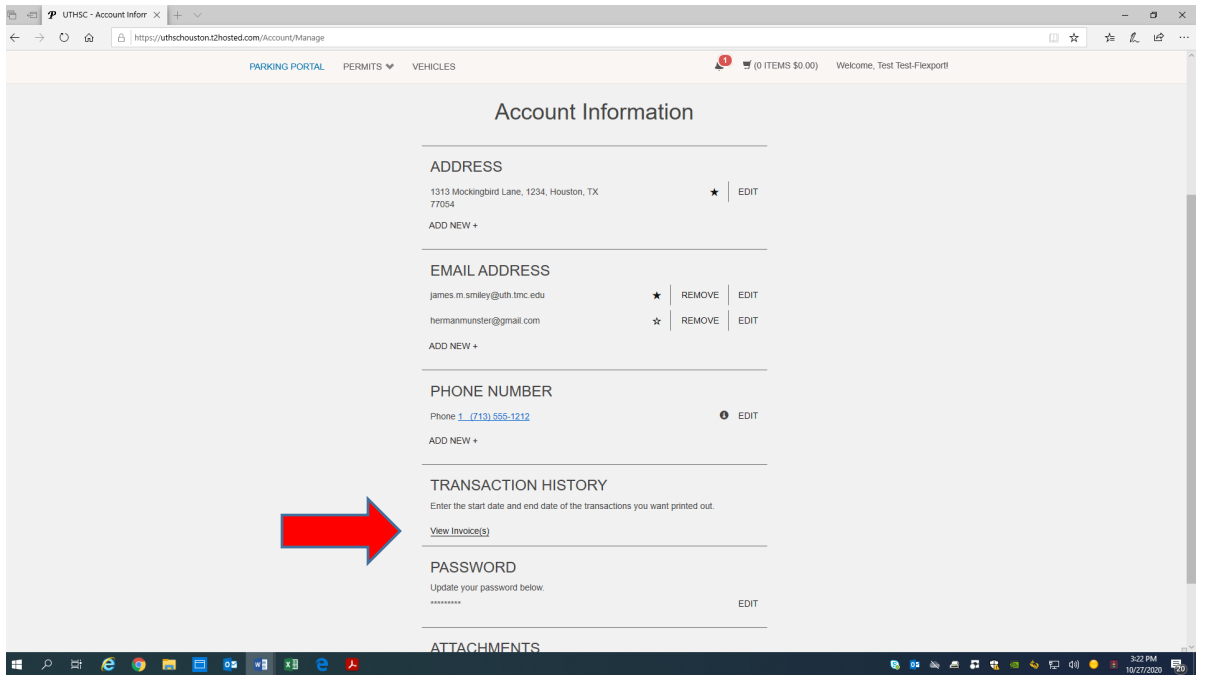 UTHSC - Account Inforr
https://uthschouston.t2hosted.com/Account/Manage
PARKING PORTAL PERMITS VEHICLES 1 (0 ITEMS $0.00) Welcome, Test Test-Flexport!
Account Information
ADDRESS
1313 Mockingbird Lane, 1234, Houston, TX
77054
EDIT
ADD NEW +
EMAIL ADDRESS
james.m.smiley@uth.tmc.edu REMOVE EDIT
hermanmunster@gmail.com REMOVE EDIT
ADD NEW +
PHONE NUMBER
Phone 1 (713) 555-1212 EDIT
ADD NEW +
TRANSACTION HISTORY
Enter the start date and end date of the transactions you want printed out.
View Invoice(s)
PASSWORD
Update your password below.
********* EDIT
ATTACHMENTS
3:22 PM
10/27/2020
20